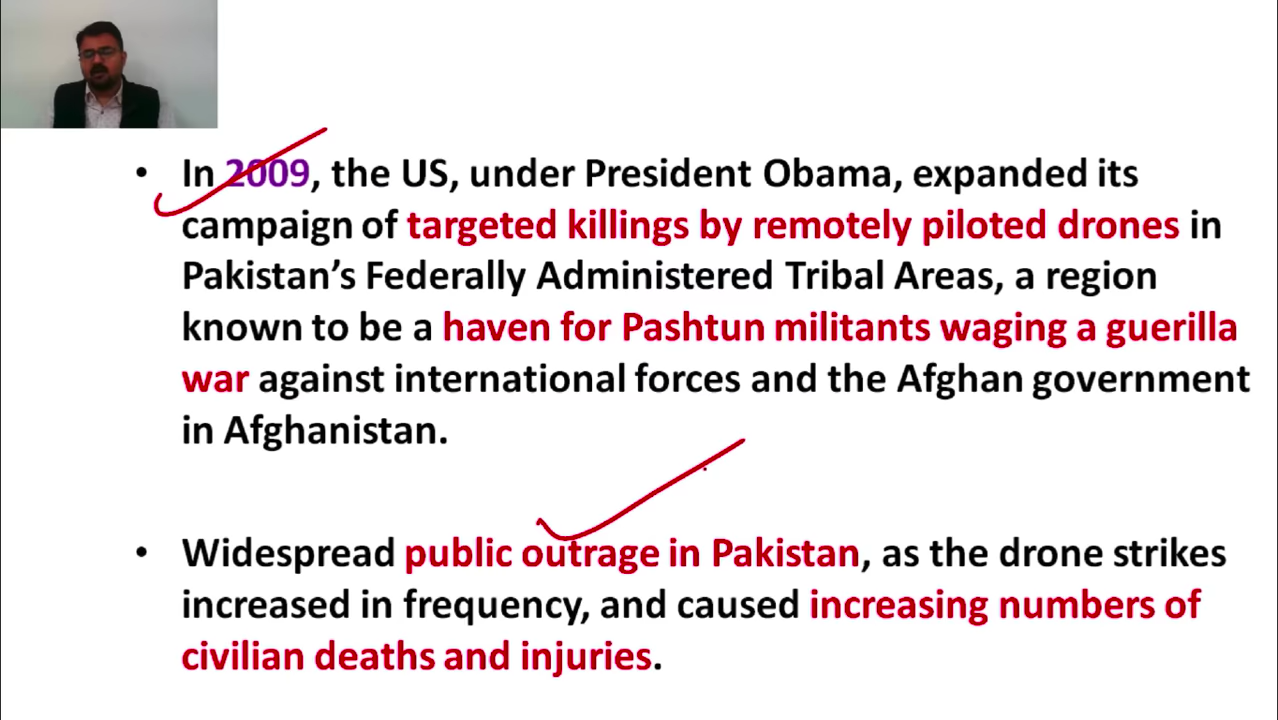 • In 2009, the US, under President Obama, expanded its
campaign of targeted killings by remotely piloted drones in
Pakistan’s Federally Administered Tribal Areas, a region
known to be a haven for Pashtun militants waging a guerilla
war against international forces and the Afghan government
in Afghanistan.
• Widespread public outrage in Pakistan, as the drone strikes
increased in frequency, and caused increasing numbers of
civilian deaths and injuries.